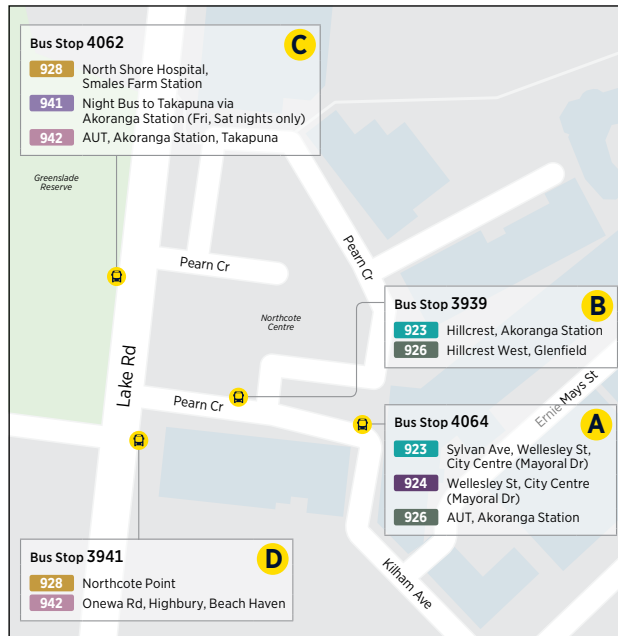 Bus Stop 4062
C
928 North Shore Hospital,
Smales Farm Station
941 Night Bus to Takapuna via
Akoranga Station (Fri, Sat nights only)
942 AUT, Akoranga Station, Takapuna
Greenslade
Reserve
Pearn Cr
Pearn Cr
Northcote
Centre
Bus Stop 3939
B
923 Hillcrest, Akoranga Station
926 Hillcrest West, Glenfield
Lake Rd
Pearn Cr
Ernie Mays St
Bus Stop 4064
A
923 Sylvan Ave, Wellesley St,
City Centre (Mayoral Dr)
924 Wellesley St, City Centre
(Mayoral Dr)
926 AUT, Akoranga Station
Bus Stop 3941
D
928 Northcote Point
942 Onewa Rd, Highbury, Beach Haven
Kilham Ave